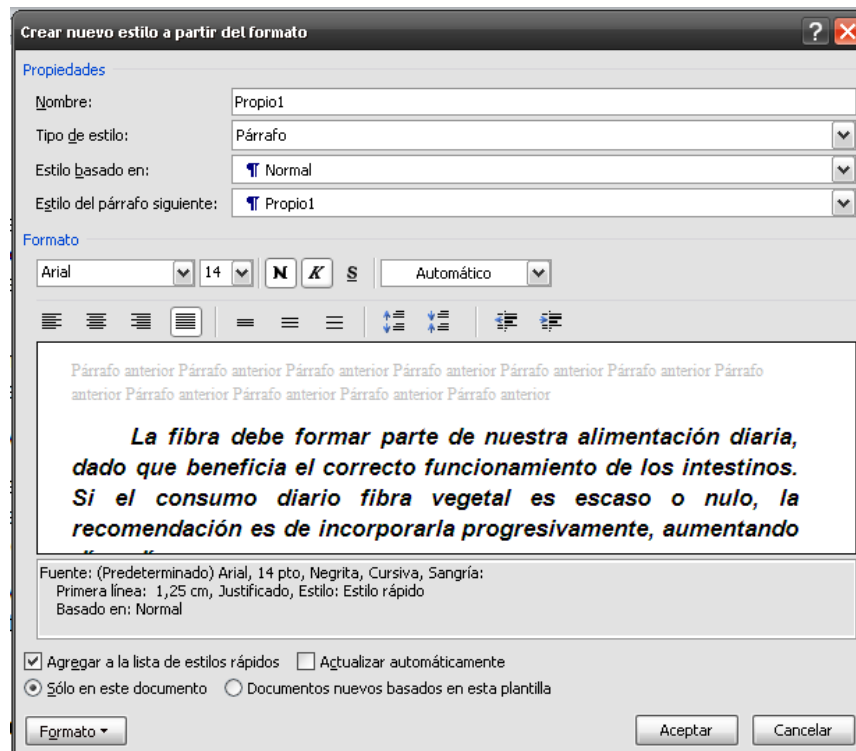 Crear nuevo estilo a partir del formato
Propiedades
Nombre: Propio1
Tipo de estilo: Párrafo
Estilo basado en: ¶ Normal
Estilo del párrafo siguiente: ¶ Propio1
Formato
Arial 14 N K S Automático
Párrafo anterior Párrafo anterior Párrafo anterior Párrafo anterior Párrafo anterior Párrafo
anterior Párrafo anterior Párrafo anterior Párrafo anterior Párrafo anterior
La fibra debe formar parte de nuestra alimentación diaria,
dado que beneficia el correcto funcionamiento de los intestinos.
Si el consumo diario fibra vegetal es escaso o nulo, la
recomendación es de incorporarla progresivamente, aumentando
Fuente: (Predeterminado) Arial, 14 pto, Negrita, Cursiva, Sangría:
Primera línea: 1,25 cm, Justificado, Estilo: Estilo rápido
Basado en: Normal
Agregar a la lista de estilos rápidos Actualizar automáticamente
Sólo en este documento Documentos nuevos basados en esta plantilla
Formato Aceptar Cancelar